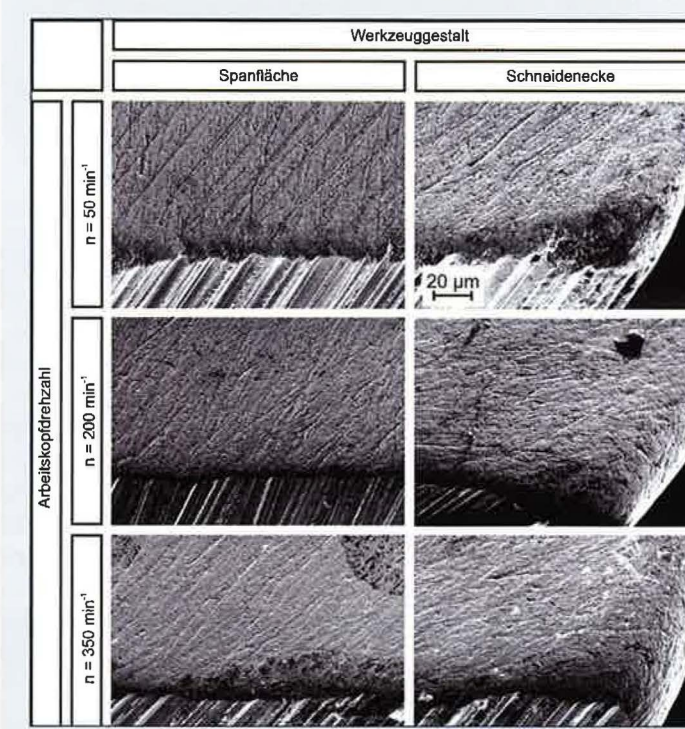 Werkzeuggestalt
Spanfläche
Schneidenecke
Arbeitskopfdrehzahl
n = 50 min⁻¹
20 µm
n = 200 min⁻¹
n = 350 min⁻¹